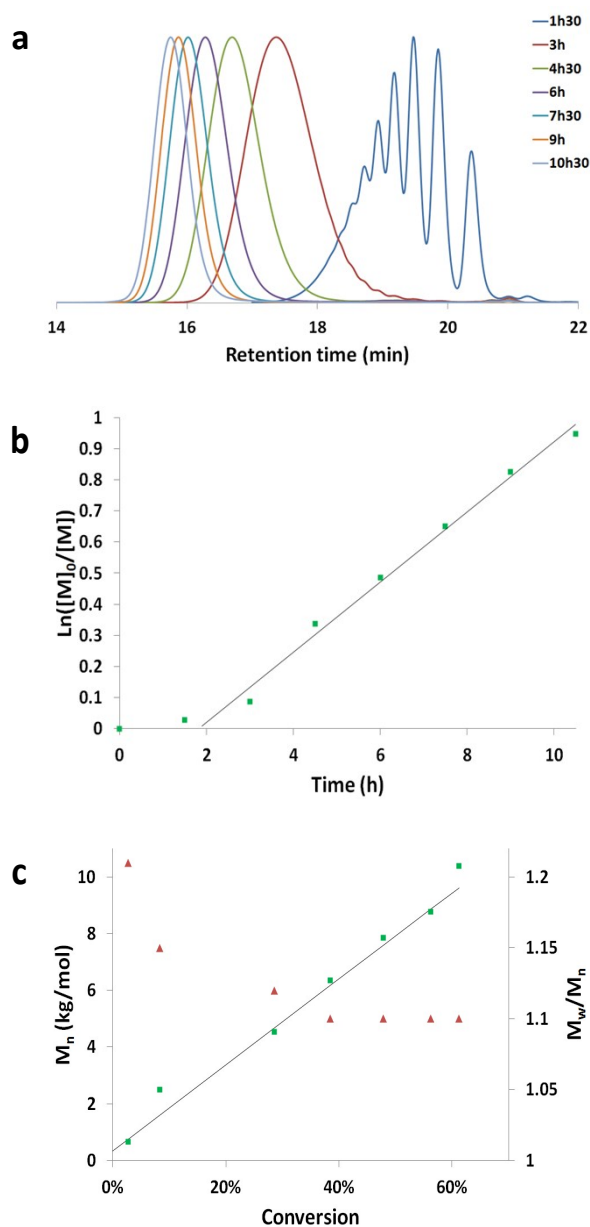 a
1h30
3h
4h30
6h
7h30
9h
10h30
14 16 18 20 22
Retention time (min)
b
Ln([M]₀/[M])
1
0.9
0.8
0.7
0.6
0.5
0.4
0.3
0.2
0.1
0
0 2 4 6 8 10
Time (h)
c
Mₙ (kg/mol)
10
8
6
4
2
0
1.2
1.15
1.1
1.05
1
M_w/Mₙ
0% 20% 40% 60%
Conversion